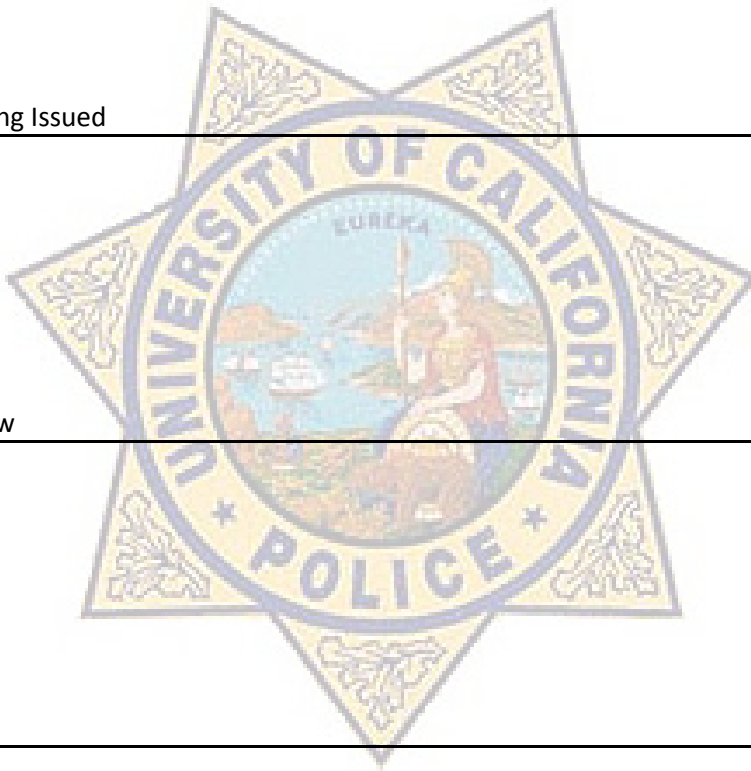 ng Issued
UNIVERSITY OF CALIFORNIA
EUREKA
w
* POLICE *